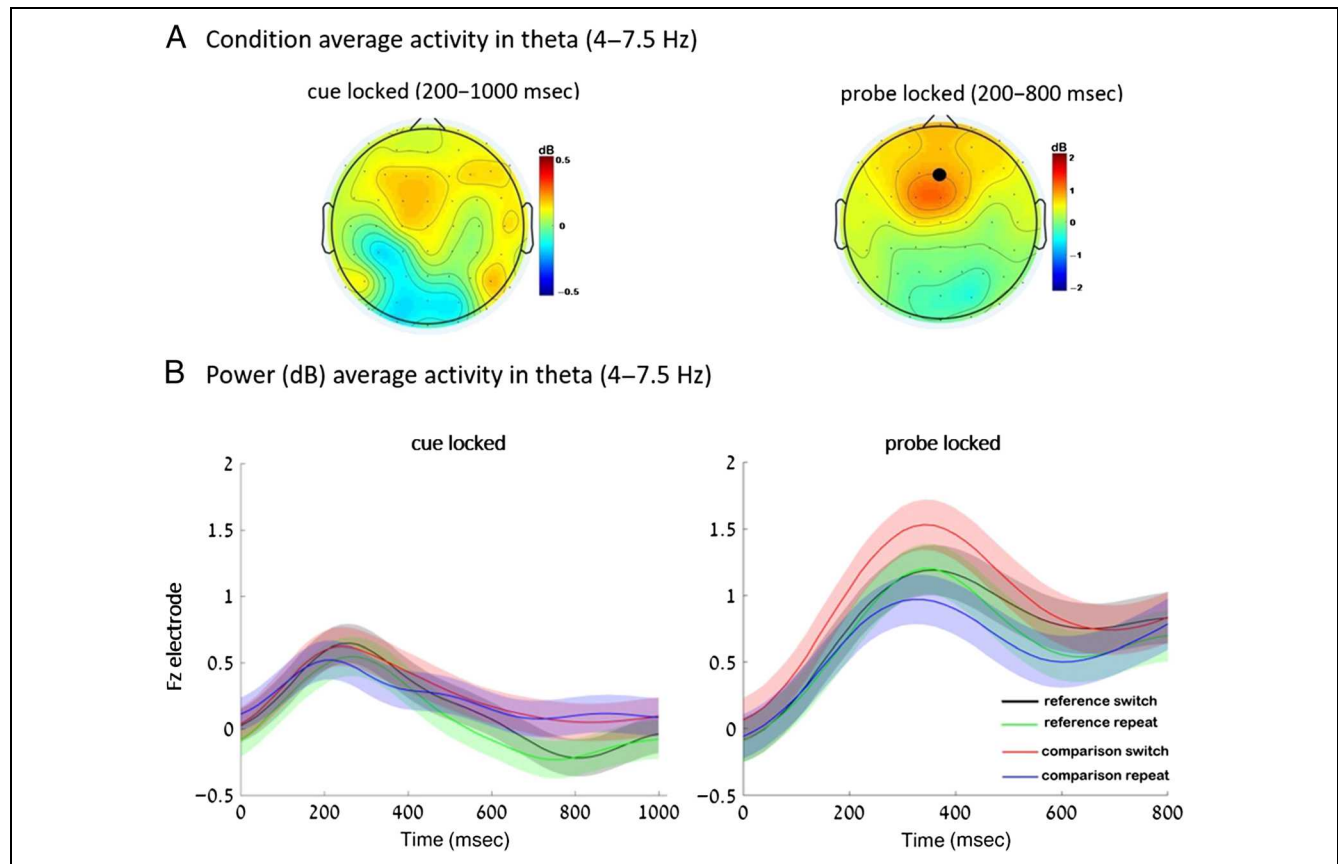 A Condition average activity in theta (4–7.5 Hz)
cue locked (200–1000 msec)
probe locked (200–800 msec)
dB
0.5
0
−0.5
dB
2
1
0
−1
−2
B Power (dB) average activity in theta (4–7.5 Hz)
cue locked
probe locked
Fz electrode
2
1.5
1
0.5
0
−0.5
0 200 400 600 800 1000
Time (msec)
2
1.5
1
0.5
0
−0.5
reference switch
reference repeat
comparison switch
comparison repeat
0 200 400 600 800
Time (msec)